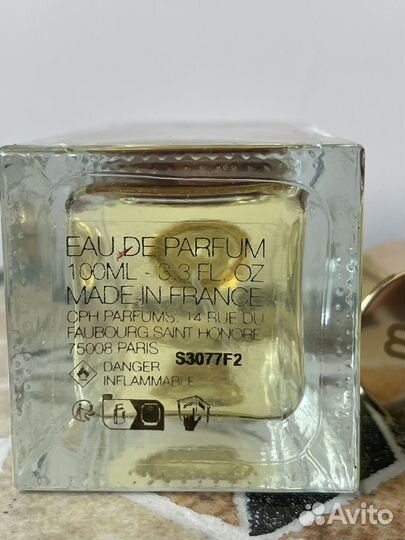 EAU DE PARFUM
100ML - 3.3 FL. OZ
MADE IN FRANCE
CPH PARFUMS, 14 RUE DU
FAUBOURG SAINT HONORE
75008 PARIS
S3077F2
DANGER
INFLAMMABLE
Avito